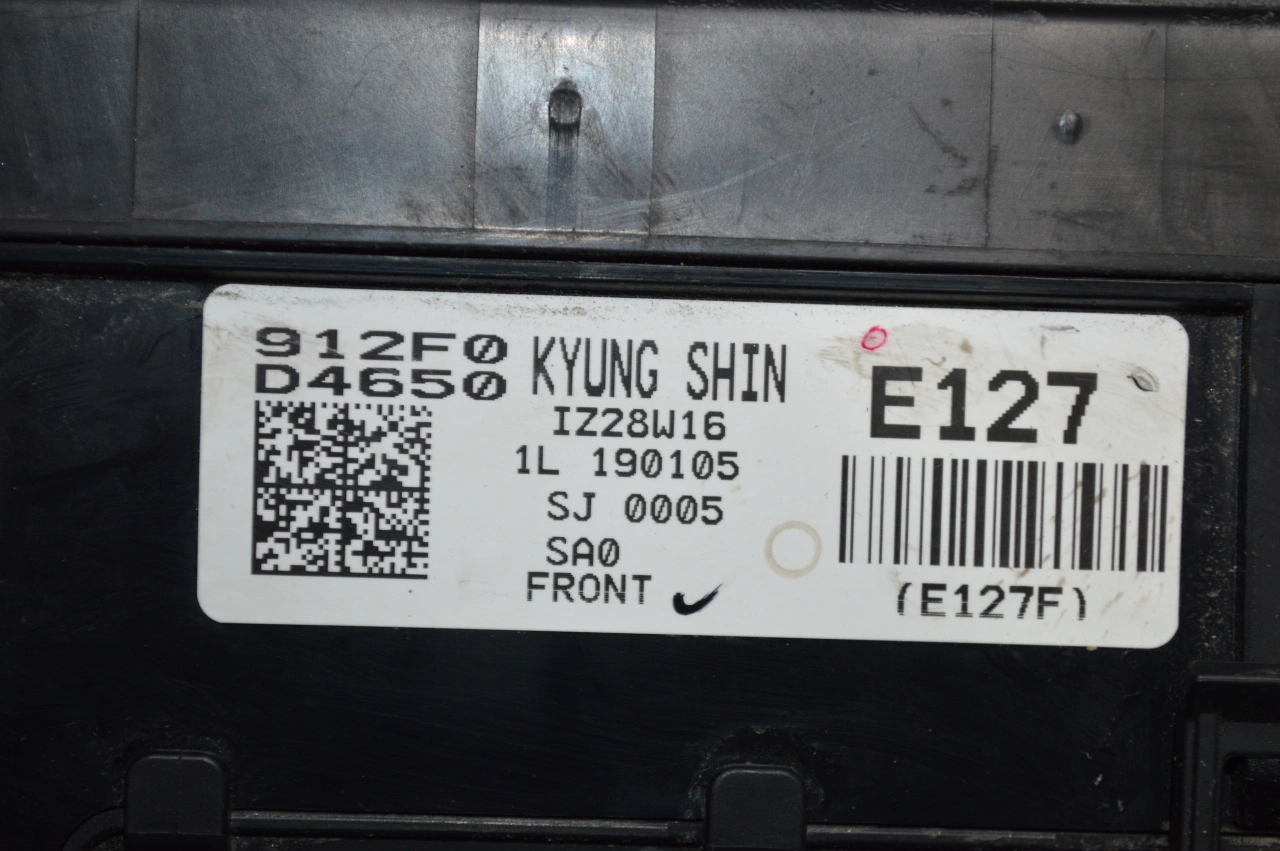 912F0
D4650
KYUNG SHIN
IZ28W16
1L 190105
SJ 0005
SA0
FRONT
E127
(E127F)